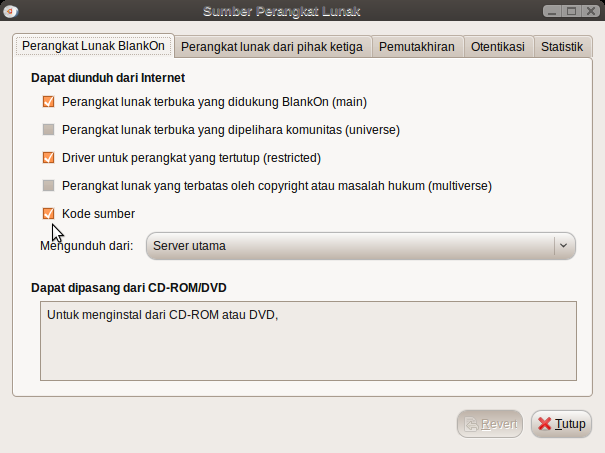 Sumber Perangkat Lunak
Perangkat Lunak BlankOn
Perangkat lunak dari pihak ketiga
Pemutakhiran
Otentikasi
Statistik
Dapat diunduh dari Internet
Perangkat lunak terbuka yang didukung BlankOn (main)
Perangkat lunak terbuka yang dipelihara komunitas (universe)
Driver untuk perangkat yang tertutup (restricted)
Perangkat lunak yang terbatas oleh copyright atau masalah hukum (multiverse)
Kode sumber
Mengunduh dari: Server utama
Dapat dipasang dari CD-ROM/DVD
Untuk menginstal dari CD-ROM atau DVD,
Revert
Tutup